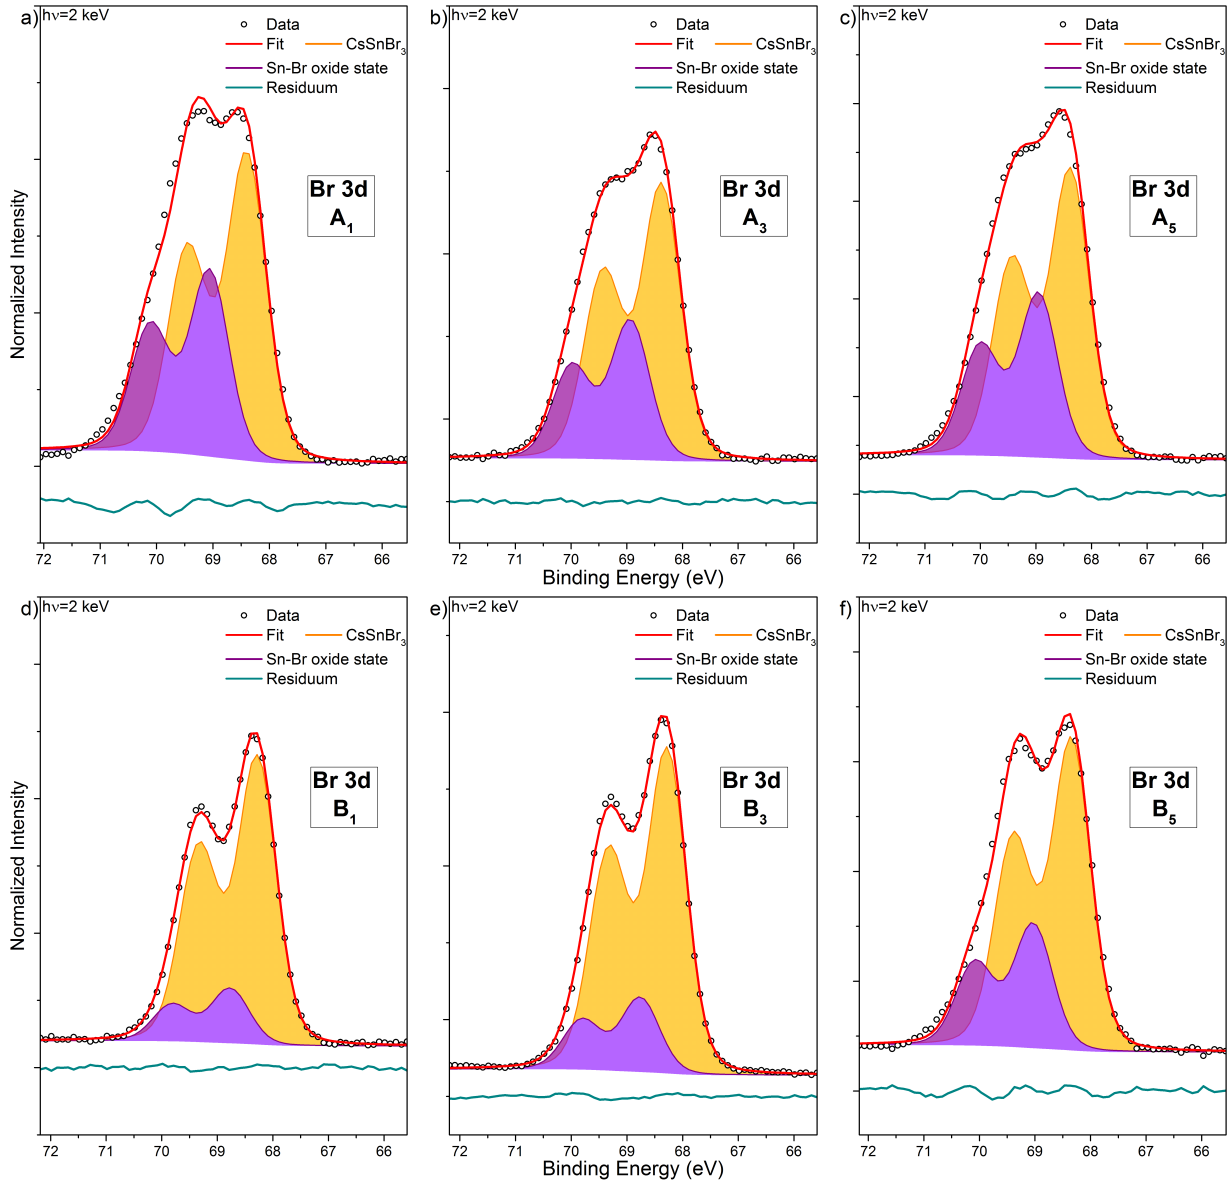 a) hν=2 keV
Data
Fit CsSnBr₃
Sn-Br oxide state
Residuum
Br 3d
A₁
Normalized Intensity
72 71 70 69 68 67 66
b) hν=2 keV
Data
Fit CsSnBr₃
Sn-Br oxide state
Residuum
Br 3d
A₃
72 71 70 69 68 67 66
Binding Energy (eV)
c) hν=2 keV
Data
Fit CsSnBr₃
Sn-Br oxide state
Residuum
Br 3d
A₅
72 71 70 69 68 67 66
d) hν=2 keV
Data
Fit CsSnBr₃
Sn-Br oxide state
Residuum
Br 3d
B₁
Normalized Intensity
72 71 70 69 68 67 66
e) hν=2 keV
Data
Fit CsSnBr₃
Sn-Br oxide state
Residuum
Br 3d
B₃
72 71 70 69 68 67 66
Binding Energy (eV)
f) hν=2 keV
Data
Fit CsSnBr₃
Sn-Br oxide state
Residuum
Br 3d
B₅
72 71 70 69 68 67 66